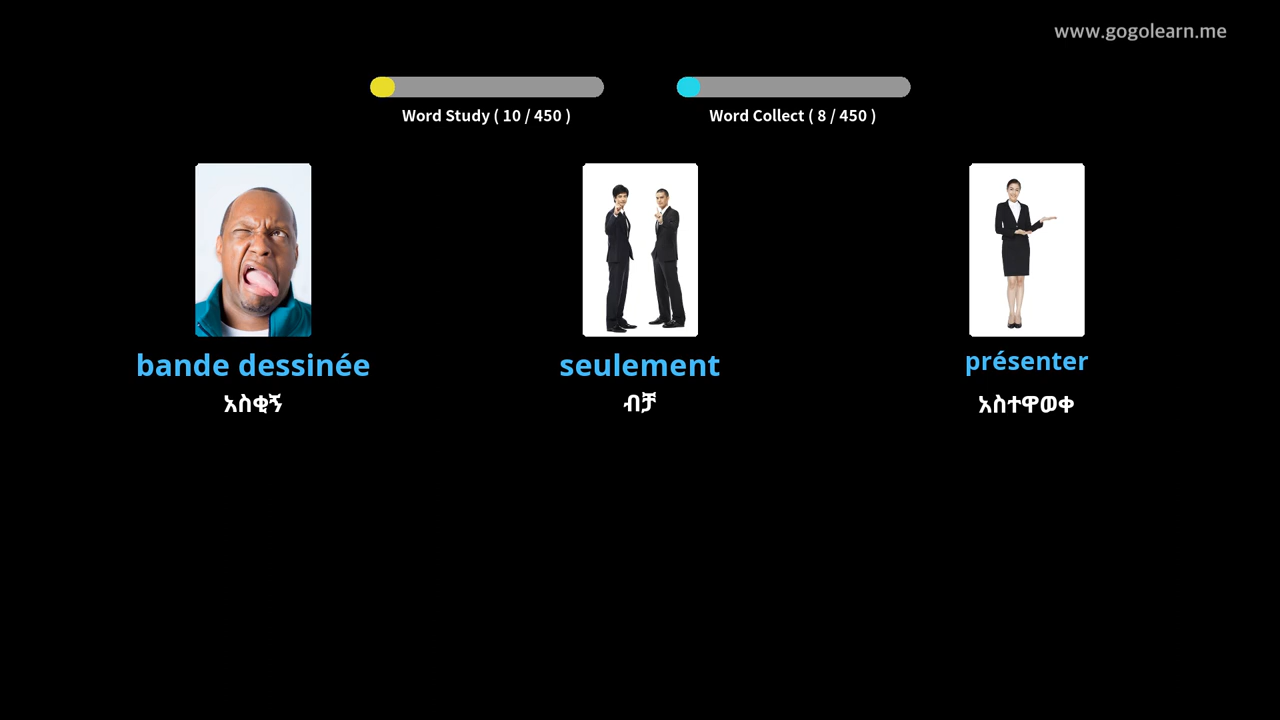 www.gogolearn.me
Word Study ( 10 / 450 )
Word Collect ( 8 / 450 )
bande dessinée
አስቂኝ
seulement
ብቻ
présenter
አስተዋወቀ